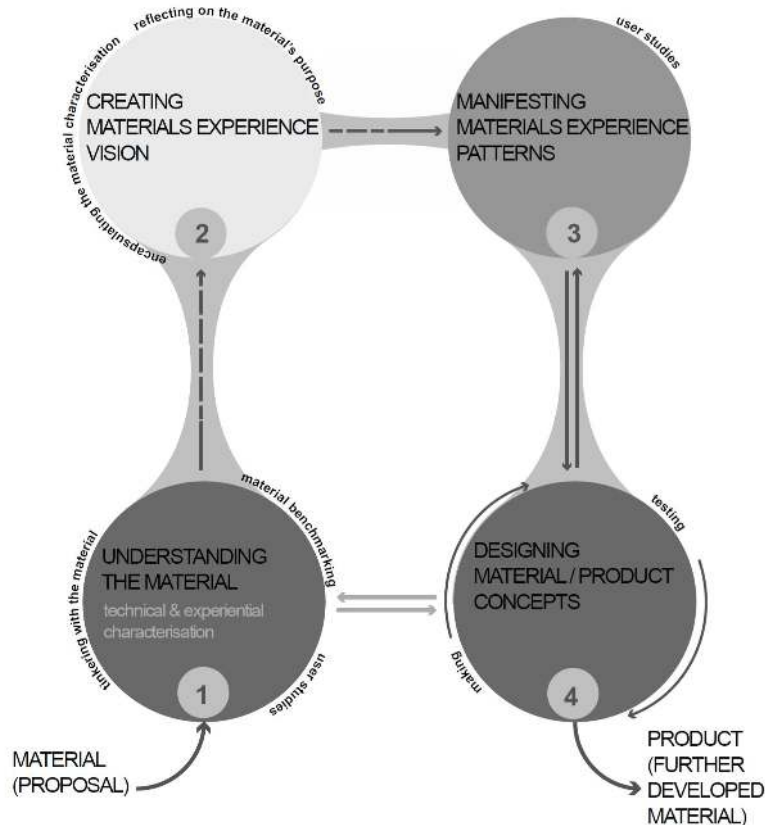 reflecting on the material's purpose
encapsulating the material characterisation
CREATING
MATERIALS EXPERIENCE
VISION
2
user studies
MANIFESTING
MATERIALS EXPERIENCE
PATTERNS
3
tinkering with the material
material benchmarking
user studies
UNDERSTANDING
THE MATERIAL
technical & experiential
characterisation
1
MATERIAL
(PROPOSAL)
testing
making
DESIGNING
MATERIAL / PRODUCT
CONCEPTS
4
PRODUCT
(FURTHER
DEVELOPED
MATERIAL)